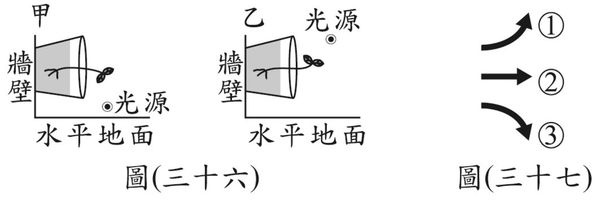 甲
牆壁
光源
水平地面
乙
光源
牆壁
水平地面
①
②
③
圖(三十六)
圖(三十七)